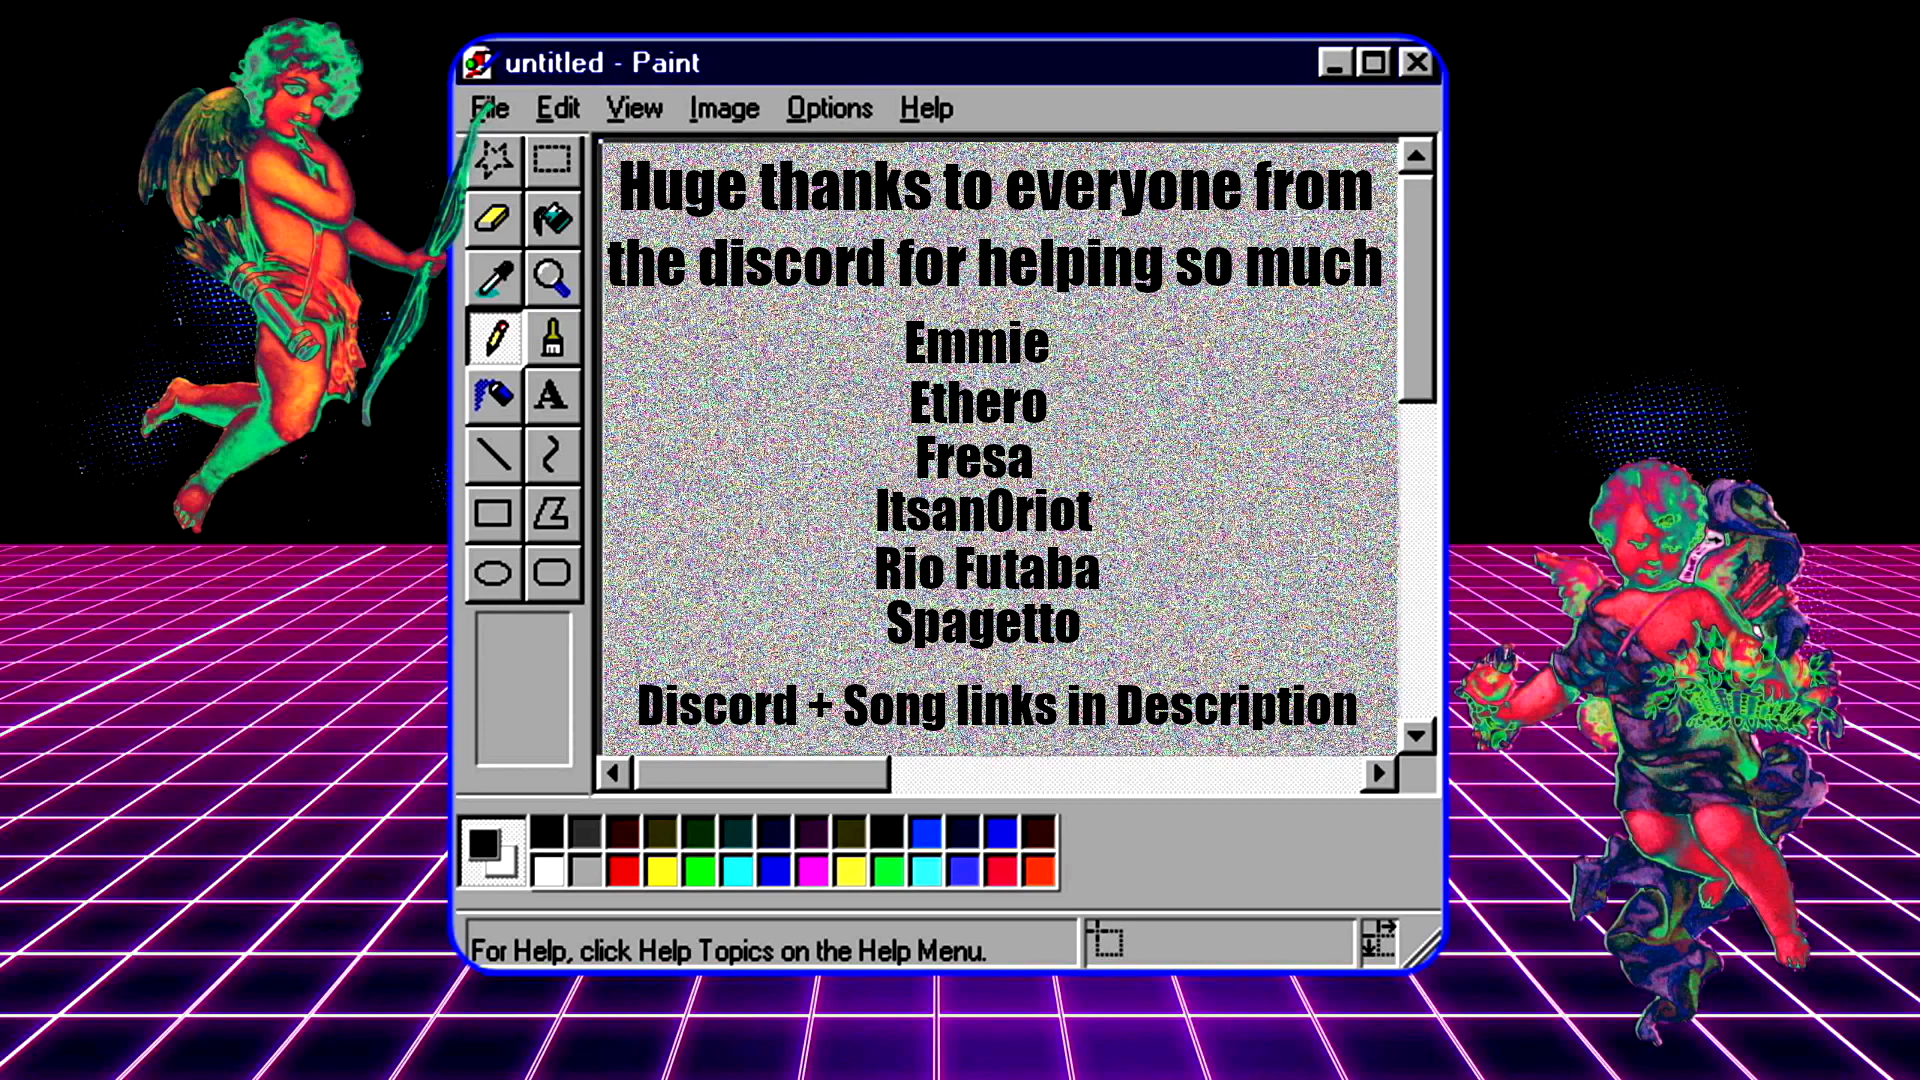 untitled - Paint
File Edit View Image Options Help
Huge thanks to everyone from
the discord for helping so much
Emmie
Ethero
Fresa
ItsanOriot
Rio Futaba
Spagetto
Discord + Song links in Description
A
For Help, click Help Topics on the Help Menu.